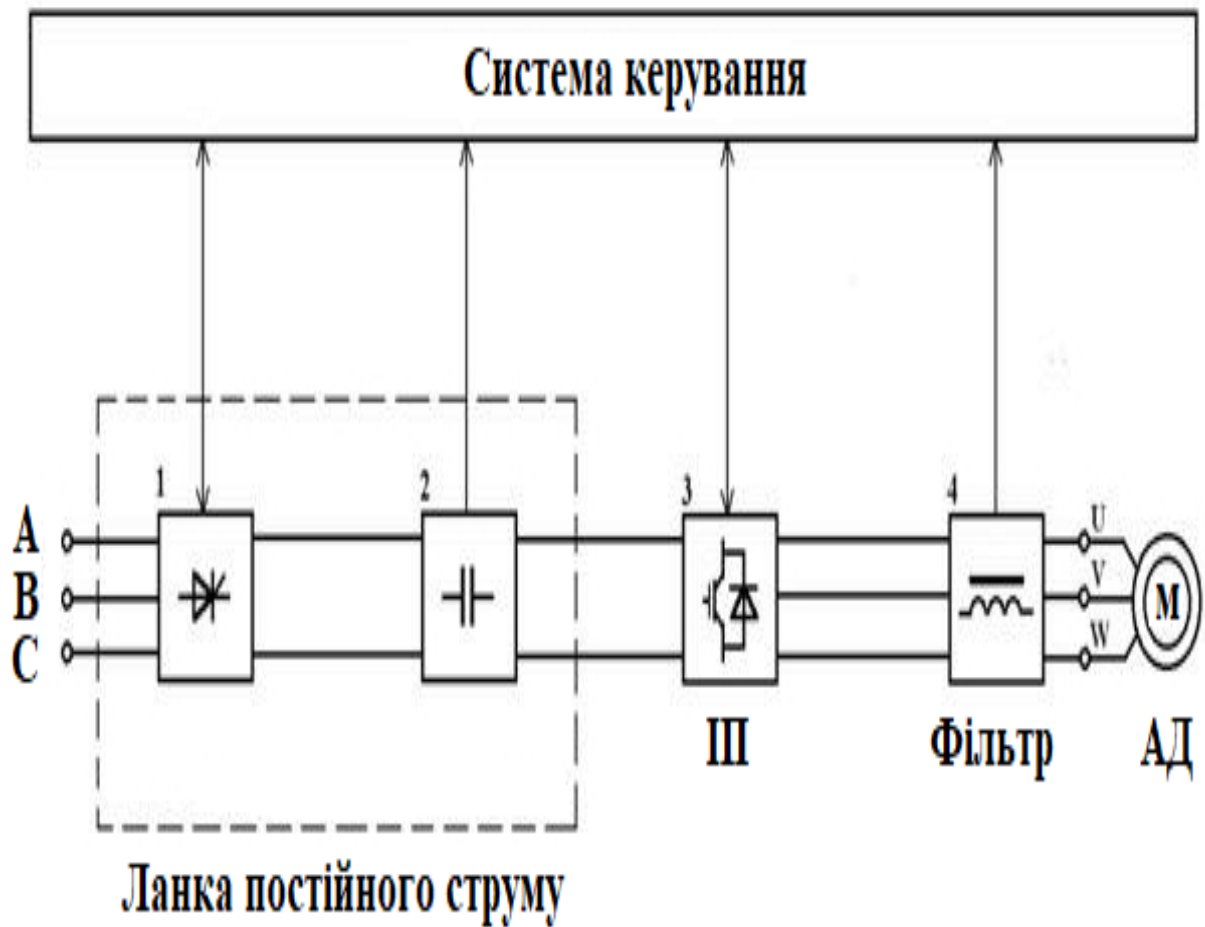 Система керування
1
2
3
4
A
B
C
U
V
W
M
ІП
Фільтр
АД
Ланка постійного струму